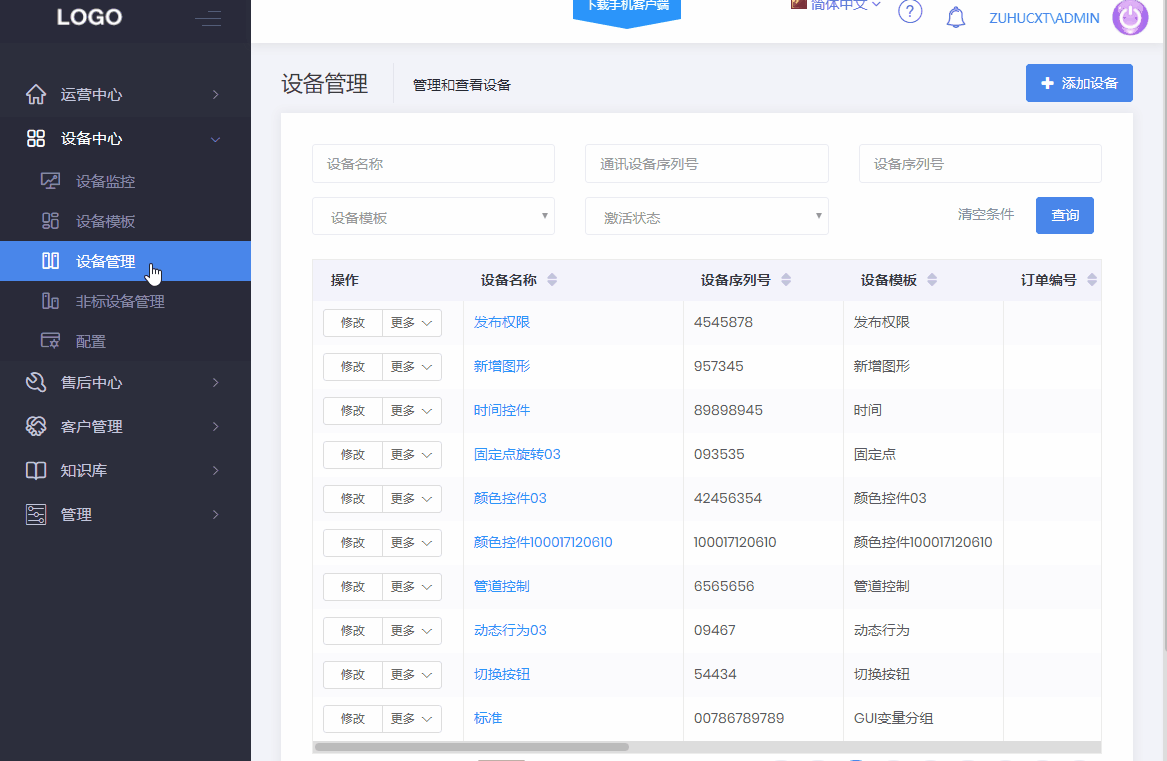 LOGO
下载手机客户端
简体中文
?
ZUHUCXT\ADMIN
运营中心
设备中心
设备监控
设备模板
设备管理
非标设备管理
配置
售后中心
客户管理
知识库
管理
设备管理 管理和查看设备
添加设备
设备名称 通讯设备序列号 设备序列号
设备模板 激活状态 清空条件 查询
操作 设备名称 设备序列号 设备模板 订单编号
修改 更多 发布权限 4545878 发布权限
修改 更多 新增图形 957345 新增图形
修改 更多 时间控件 89898945 时间
修改 更多 固定点旋转03 093535 固定点
修改 更多 颜色控件03 42456354 颜色控件03
修改 更多 颜色控件100017120610 100017120610 颜色控件100017120610
修改 更多 管道控制 6565656 管道控制
修改 更多 动态行为03 09467 动态行为
修改 更多 切换按钮 54434 切换按钮
修改 更多 标准 00786789789 GUI变量分组